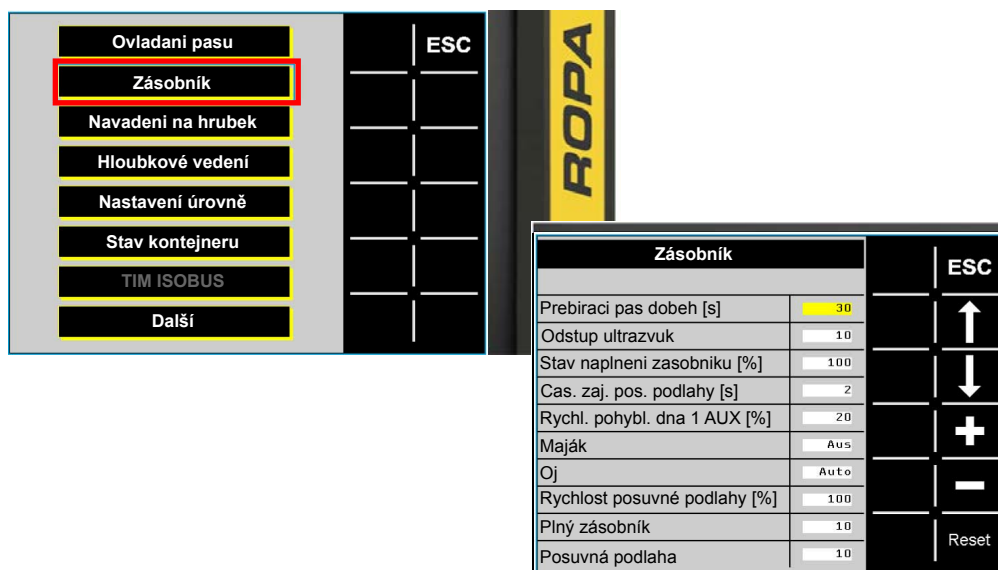 Ovladani pasu
ESC
Zásobník
Navadeni na hrubek
Hloubkové vedení
Nastavení úrovně
Stav kontejneru
TIM ISOBUS
Další
ROPA
Zásobník
ESC
Prebiraci pas dobeh [s] 30
Odstup ultrazvuk 10
Stav naplneni zasobniku [%] 100
Cas. zaj. pos. podlahy [s] 2
Rychl. pohybl. dna 1 AUX [%] 20
Maják Aus
Oj Auto
Rychlost posuvné podlahy [%] 100
Plný zásobník 10
Reset
Posuvná podlaha 10